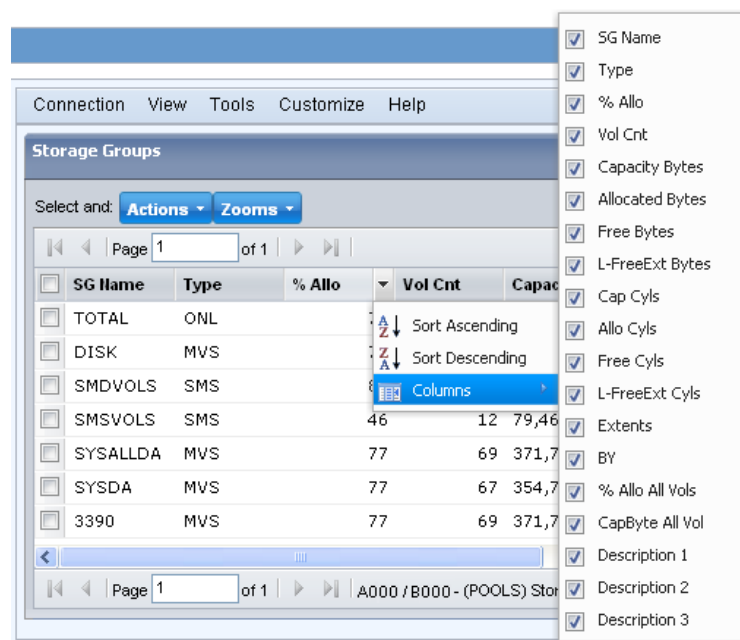 Connection View Tools Customize Help
Storage Groups
Select and: Actions Zooms
Page 1 of 1
SG Name Type % Allo Vol Cnt Capac
TOTAL ONL
DISK MVS
SMDVOLS SMS
SMSVOLS SMS 46 12 79,46
SYSALLDA MVS 77 69 371,7
SYSDA MVS 77 67 354,7
3390 MVS 77 69 371,7
Page 1 of 1 A000 / B000 - (POOLS) Stor
Sort Ascending
Sort Descending
Columns
SG Name
Type
% Allo
Vol Cnt
Capacity Bytes
Allocated Bytes
Free Bytes
L-FreeExt Bytes
Cap Cyls
Allo Cyls
Free Cyls
L-FreeExt Cyls
Extents
BY
% Allo All Vols
CapByte All Vol
Description 1
Description 2
Description 3